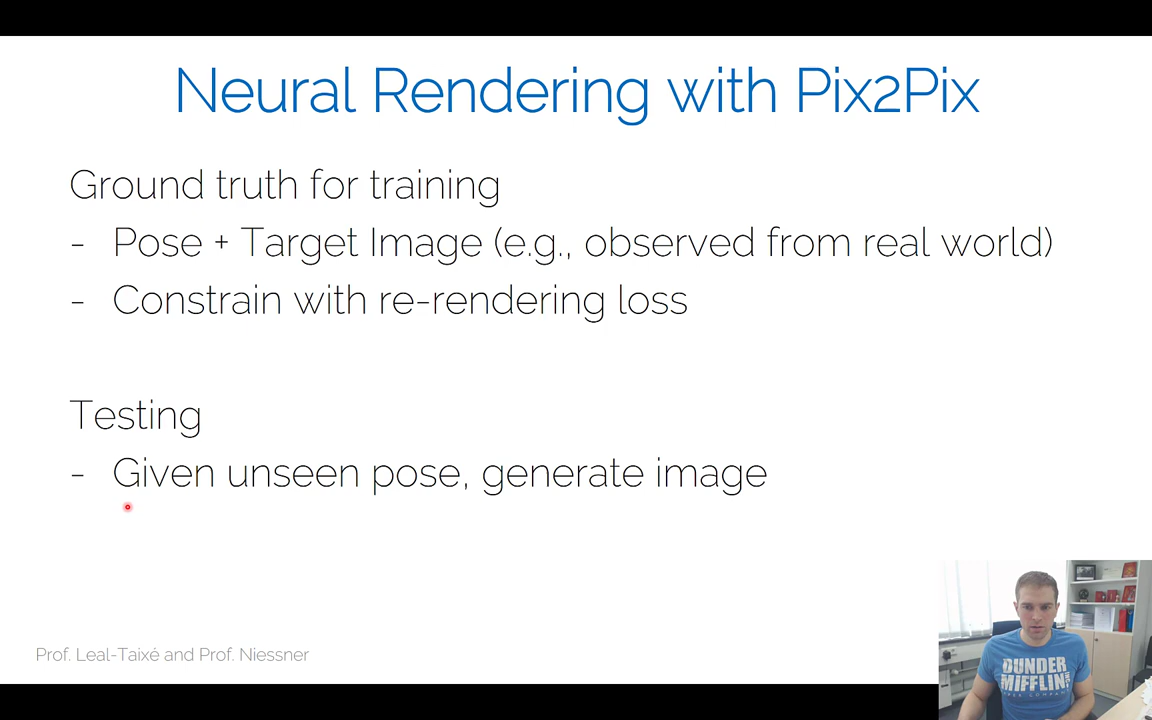 Neural Rendering with Pix2Pix
Ground truth for training
- Pose + Target Image (e.g., observed from real world)
- Constrain with re-rendering loss
Testing
- Given unseen pose, generate image
Prof. Leal-Taixé and Prof. Niessner
DUNDER
MIFFLIN